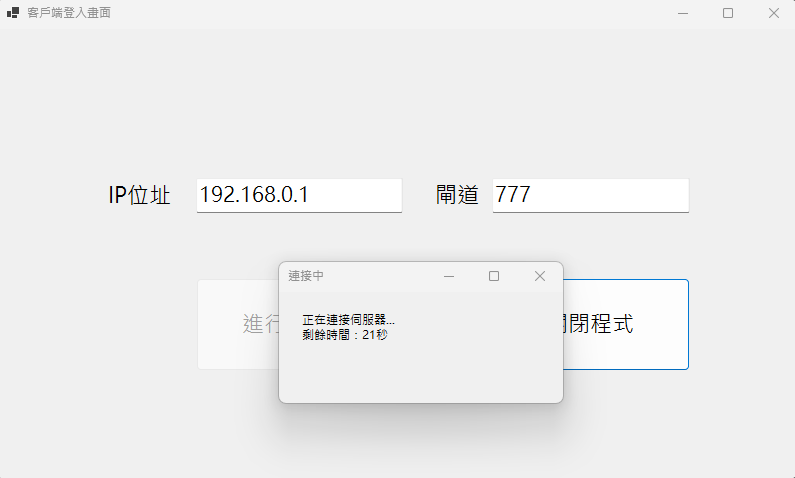 客戶端登入畫面
IP位址
192.168.0.1
閘道
777
連接中
正在連接伺服器...
剩餘時間：21秒
進行
閉程式